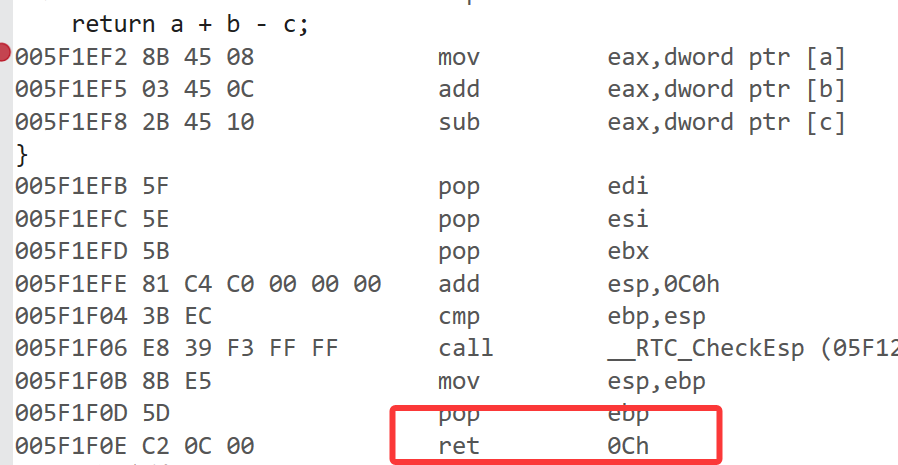 return a + b - c;
005F1EF2 8B 45 08 mov eax,dword ptr [a]
005F1EF5 03 45 0C add eax,dword ptr [b]
005F1EF8 2B 45 10 sub eax,dword ptr [c]
}
005F1EFB 5F pop edi
005F1EFC 5E pop esi
005F1EFD 5B pop ebx
005F1EFE 81 C4 C0 00 00 00 add esp,0C0h
005F1F04 3B EC cmp ebp,esp
005F1F06 E8 39 F3 FF FF call __RTC_CheckEsp (05F12
005F1F0B 8B E5 mov esp,ebp
005F1F0D 5D pop ebp
005F1F0E C2 0C 00 ret 0Ch